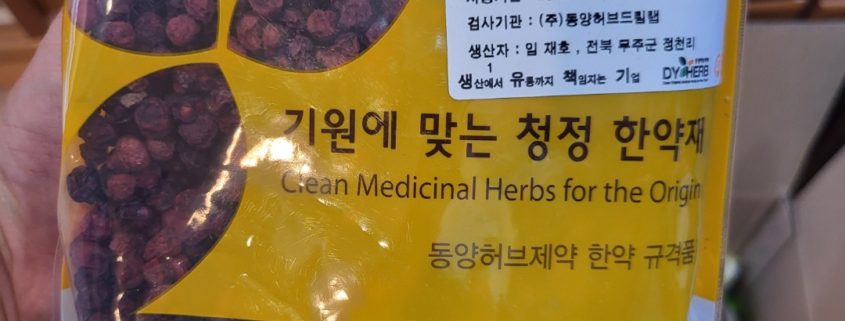 검사기관 : (주)동양허브드림랩
생산자 : 임 재호 , 전북 무주군 정천리
1
생산에서 유통까지 책임지는 기업 DY HERB
기원에 맞는 청정 한약재
Clean Medicinal Herbs for the Origin
동양허브제약 한약 규격품